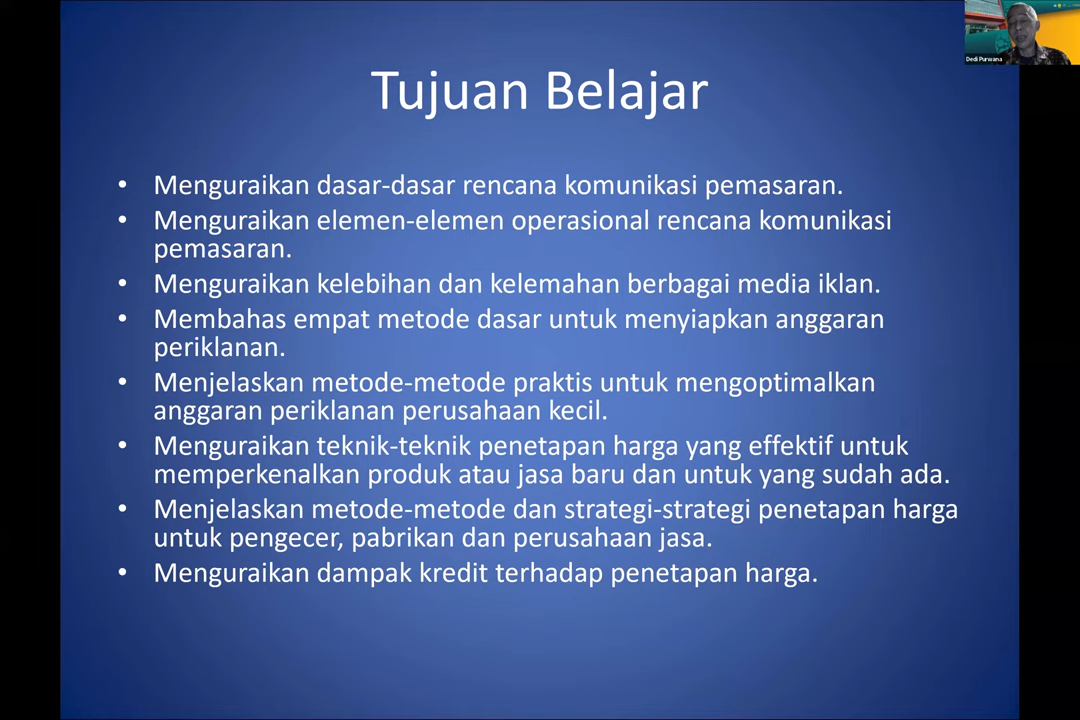 Tujuan Belajar
• Menguraikan dasar-dasar rencana komunikasi pemasaran.
• Menguraikan elemen-elemen operasional rencana komunikasi
pemasaran.
• Menguraikan kelebihan dan kelemahan berbagai media iklan.
• Membahas empat metode dasar untuk menyiapkan anggaran
periklanan.
• Menjelaskan metode-metode praktis untuk mengoptimalkan
anggaran periklanan perusahaan kecil.
• Menguraikan teknik-teknik penetapan harga yang effektif untuk
memperkenalkan produk atau jasa baru dan untuk yang sudah ada.
• Menjelaskan metode-metode dan strategi-strategi penetapan harga
untuk pengecer, pabrikan dan perusahaan jasa.
• Menguraikan dampak kredit terhadap penetapan harga.
Dedi Purwana